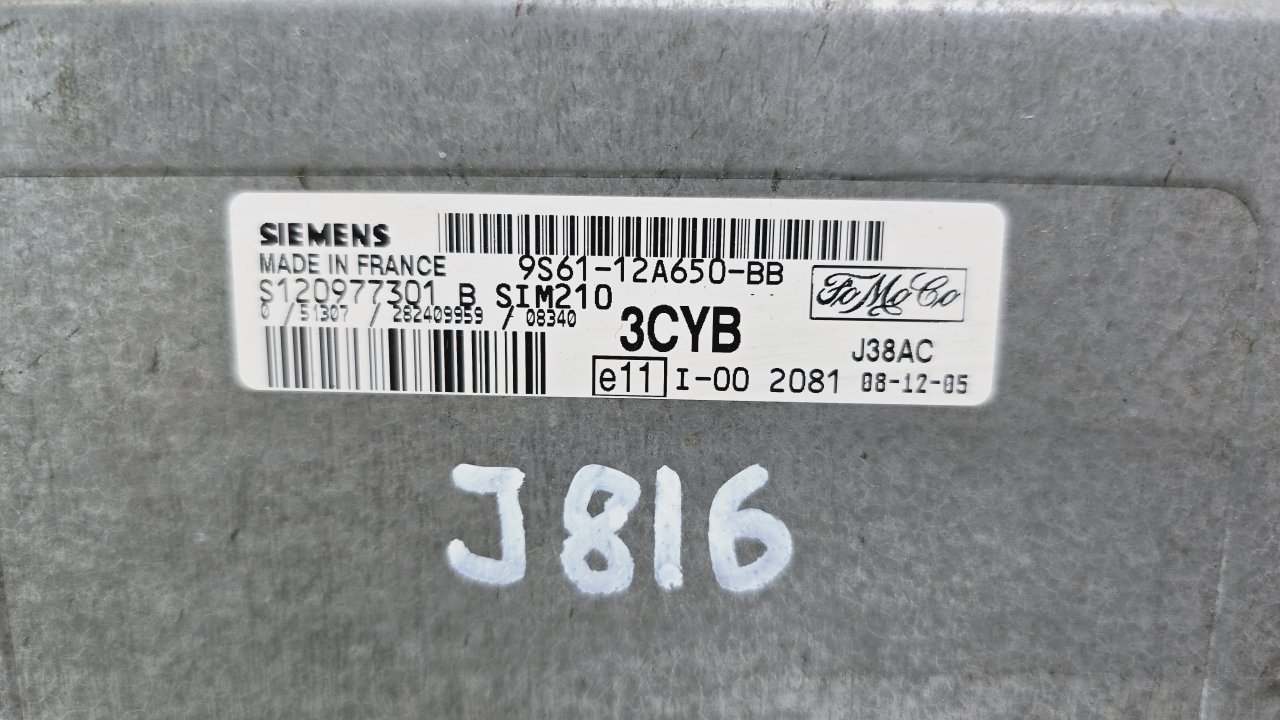 SIEMENS
MADE IN FRANCE 9S61-12A650-BB
FoMoCo
S120977301 B SIM210
0 /51307 / 282409959 / 08340
3CYB
J38AC
e11 I-00 2081 08-12-05
J816